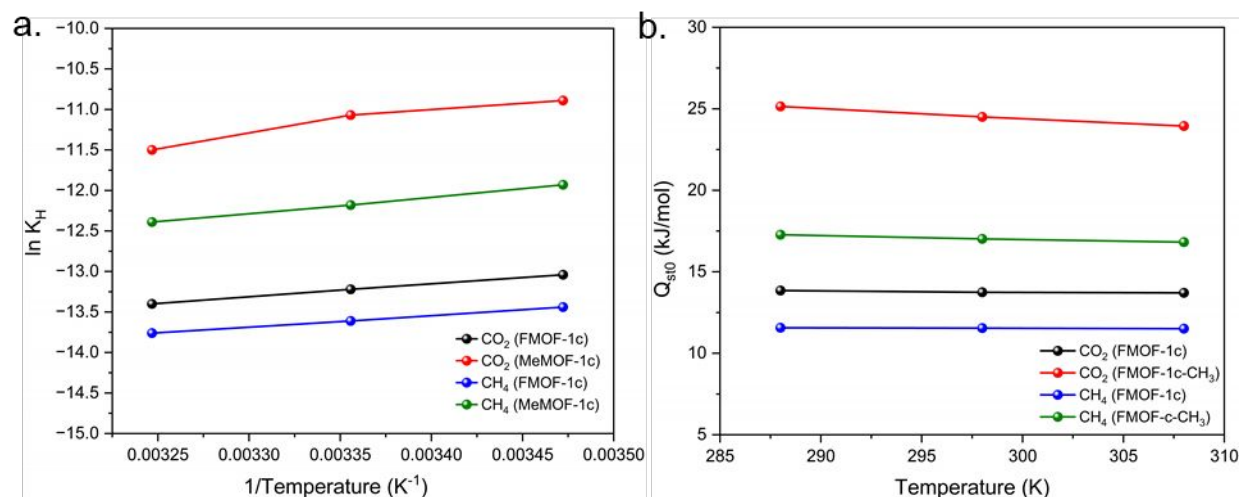 a.
ln K_H
−10.0
−10.5
−11.0
−11.5
−12.0
−12.5
−13.0
−13.5
−14.0
−14.5
−15.0
CO₂ (FMOF-1c)
CO₂ (MeMOF-1c)
CH₄ (FMOF-1c)
CH₄ (MeMOF-1c)
0.00325 0.00330 0.00335 0.00340 0.00345 0.00350
1/Temperature (K⁻¹)
b.
Q_st0 (kJ/mol)
30
25
20
15
10
5
CO₂ (FMOF-1c)
CO₂ (FMOF-1c-CH₃)
CH₄ (FMOF-1c)
CH₄ (FMOF-c-CH₃)
285 290 295 300 305 310
Temperature (K)